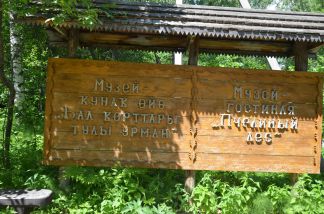 Музей
кунак өйө
„Бал корттары
тулы урман"
Музей
гостиная
„Пчелиный
лес"